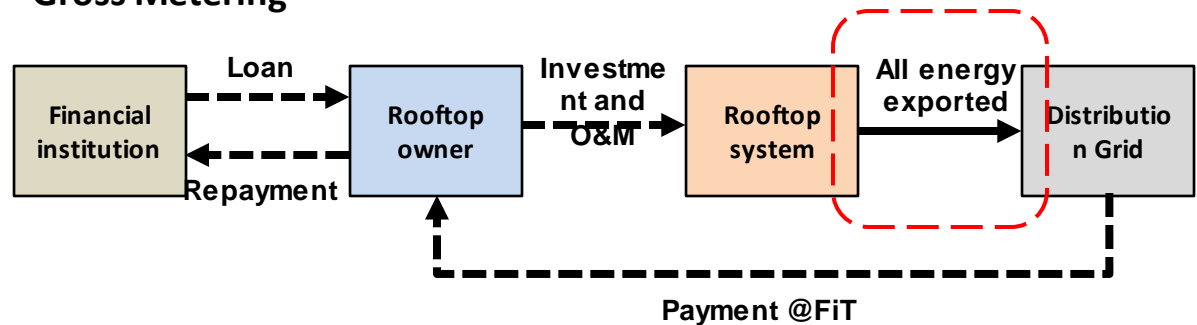 Gross Metering
Loan
Financial
institution
Repayment
Rooftop
owner
Investme
nt and
O&M
Rooftop
system
All energy
exported
Distributio
n Grid
Payment @FiT